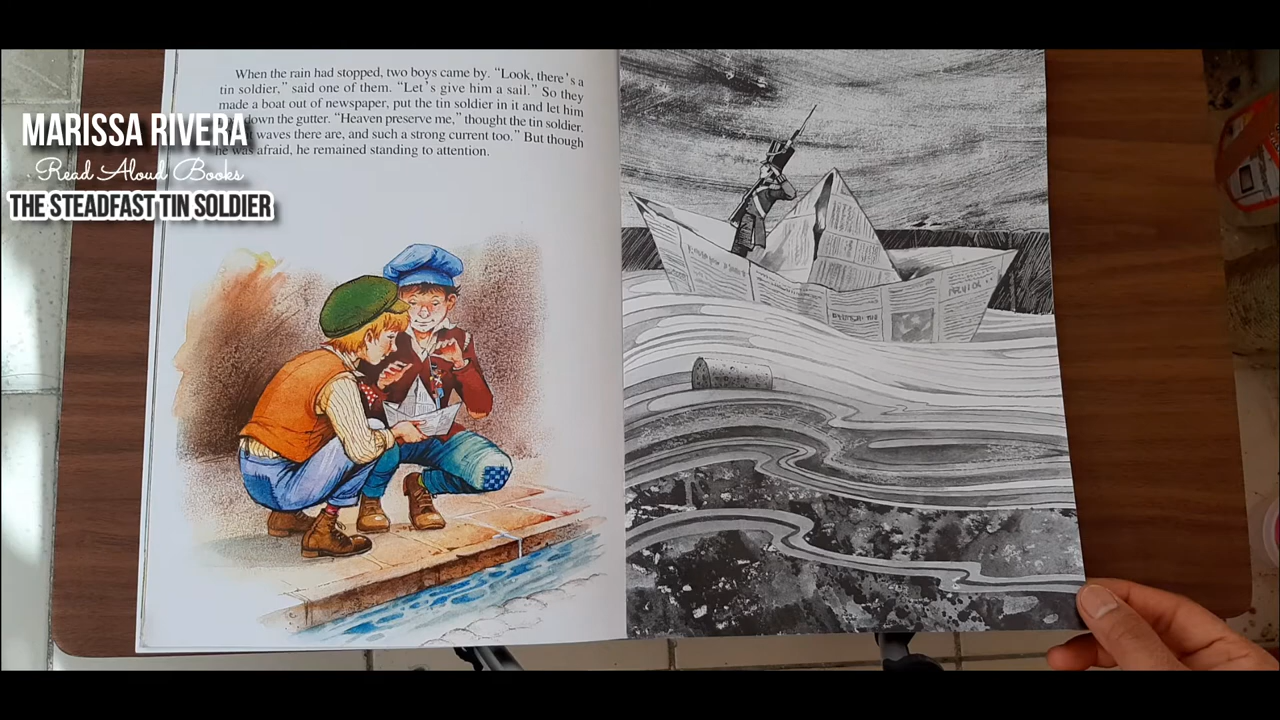 When the rain had stopped, two boys came by. “Look, there’s a
tin soldier,” said one of them. “Let’s give him a sail.” So they
made a boat out of newspaper, put the tin soldier in it and let him
down the gutter. “Heaven preserve me,” thought the tin soldier.
waves there are, and such a strong current too.” But though
he was afraid, he remained standing to attention.
MARISSA RIVERA
Read Aloud Books
THE STEADFAST TIN SOLDIER